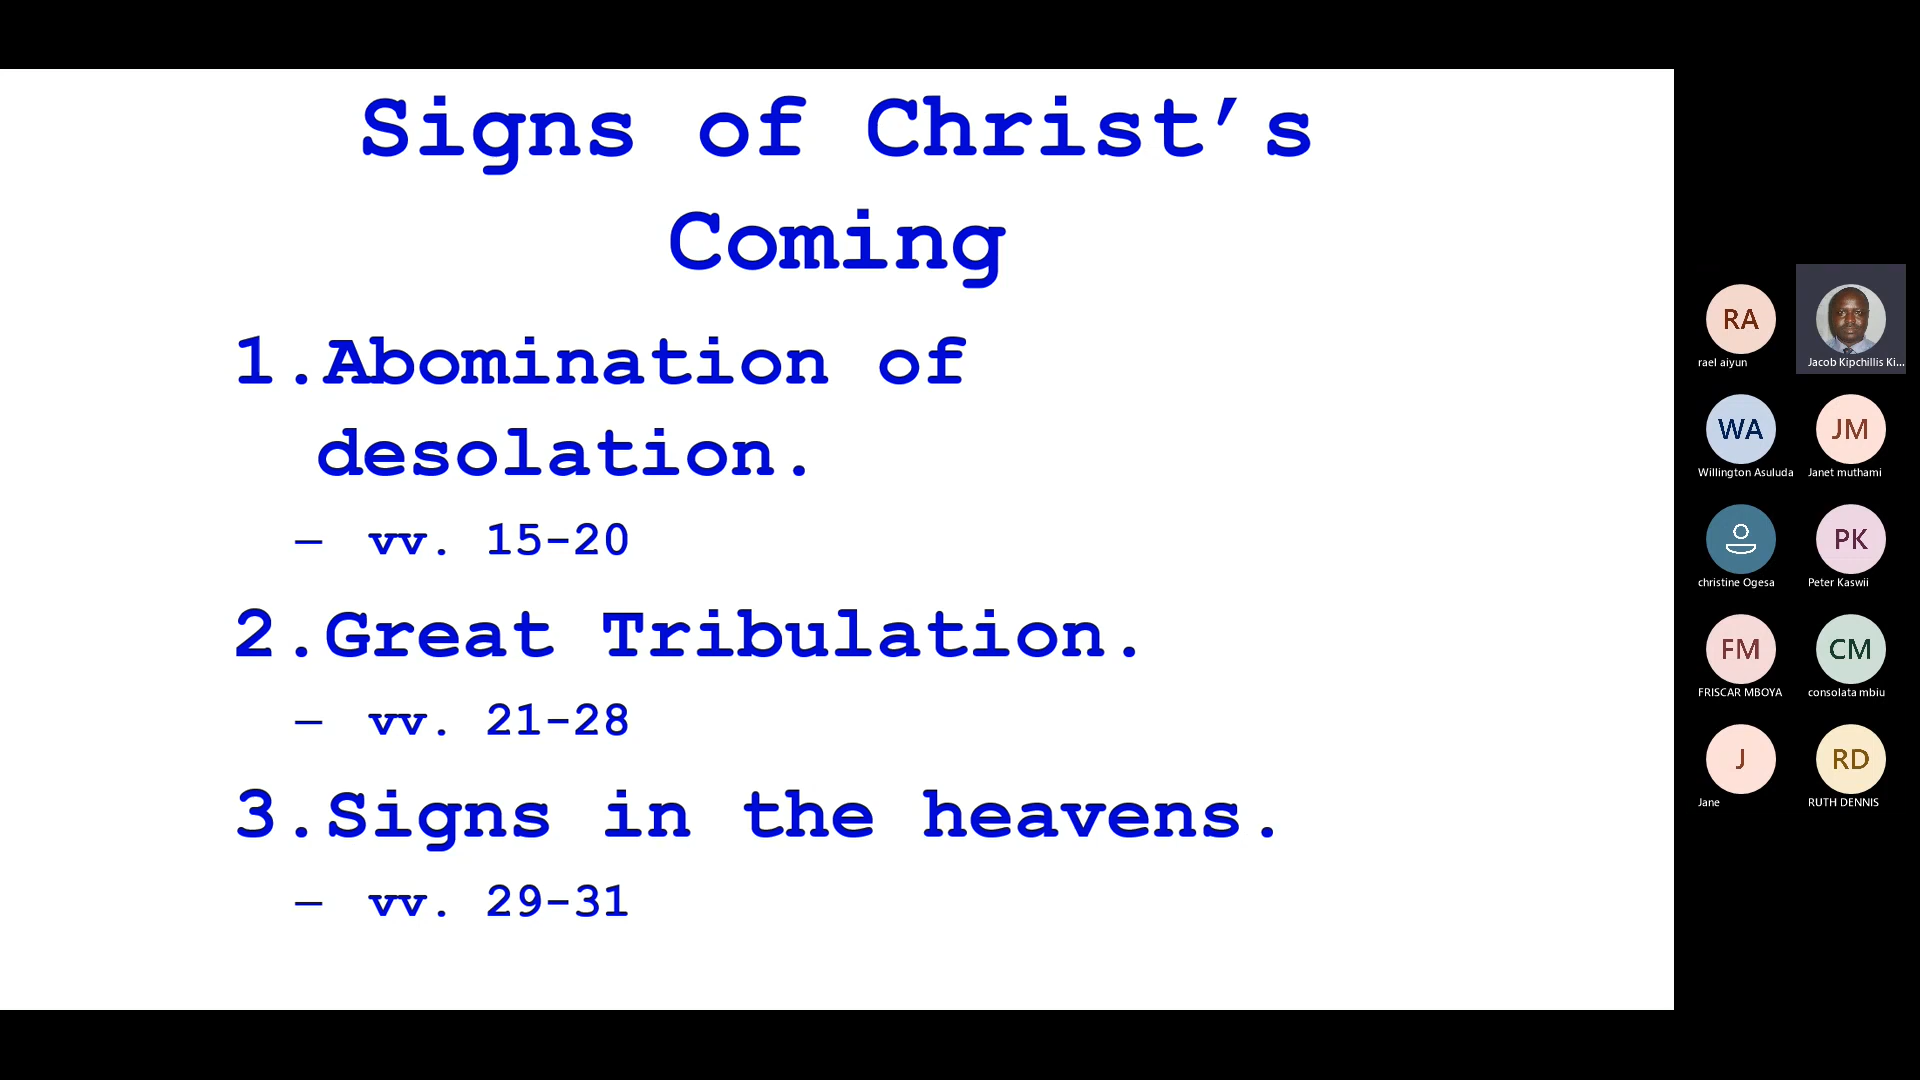 Signs of Christ’s
Coming
1.Abomination of
desolation.
– vv. 15-20
2.Great Tribulation.
– vv. 21-28
3.Signs in the heavens.
– vv. 29-31
RA
rael aiyun
Jacob Kipchillis Ki...
WA
JM
Willington Asuluda
Janet muthami
PK
christine Ogesa
Peter Kaswii
FM
CM
FRISCAR MBOYA
consolata mbiu
J
RD
Jane
RUTH DENNIS